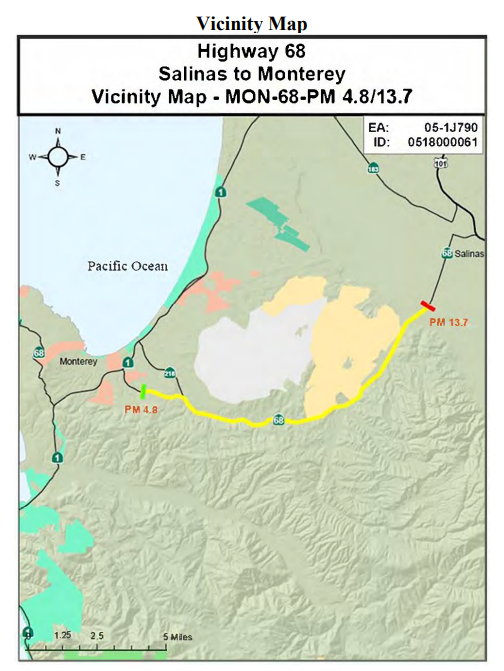 Vicinity Map
Highway 68
Salinas to Monterey
Vicinity Map - MON-68-PM 4.8/13.7
EA: 05-1J790
ID: 0518000061
N
W E
S
1
183
101
68 Salinas
Pacific Ocean
PM 13.7
68
Monterey
1
218
PM 4.8
68
1
1
0 1.25 2.5 5 Miles